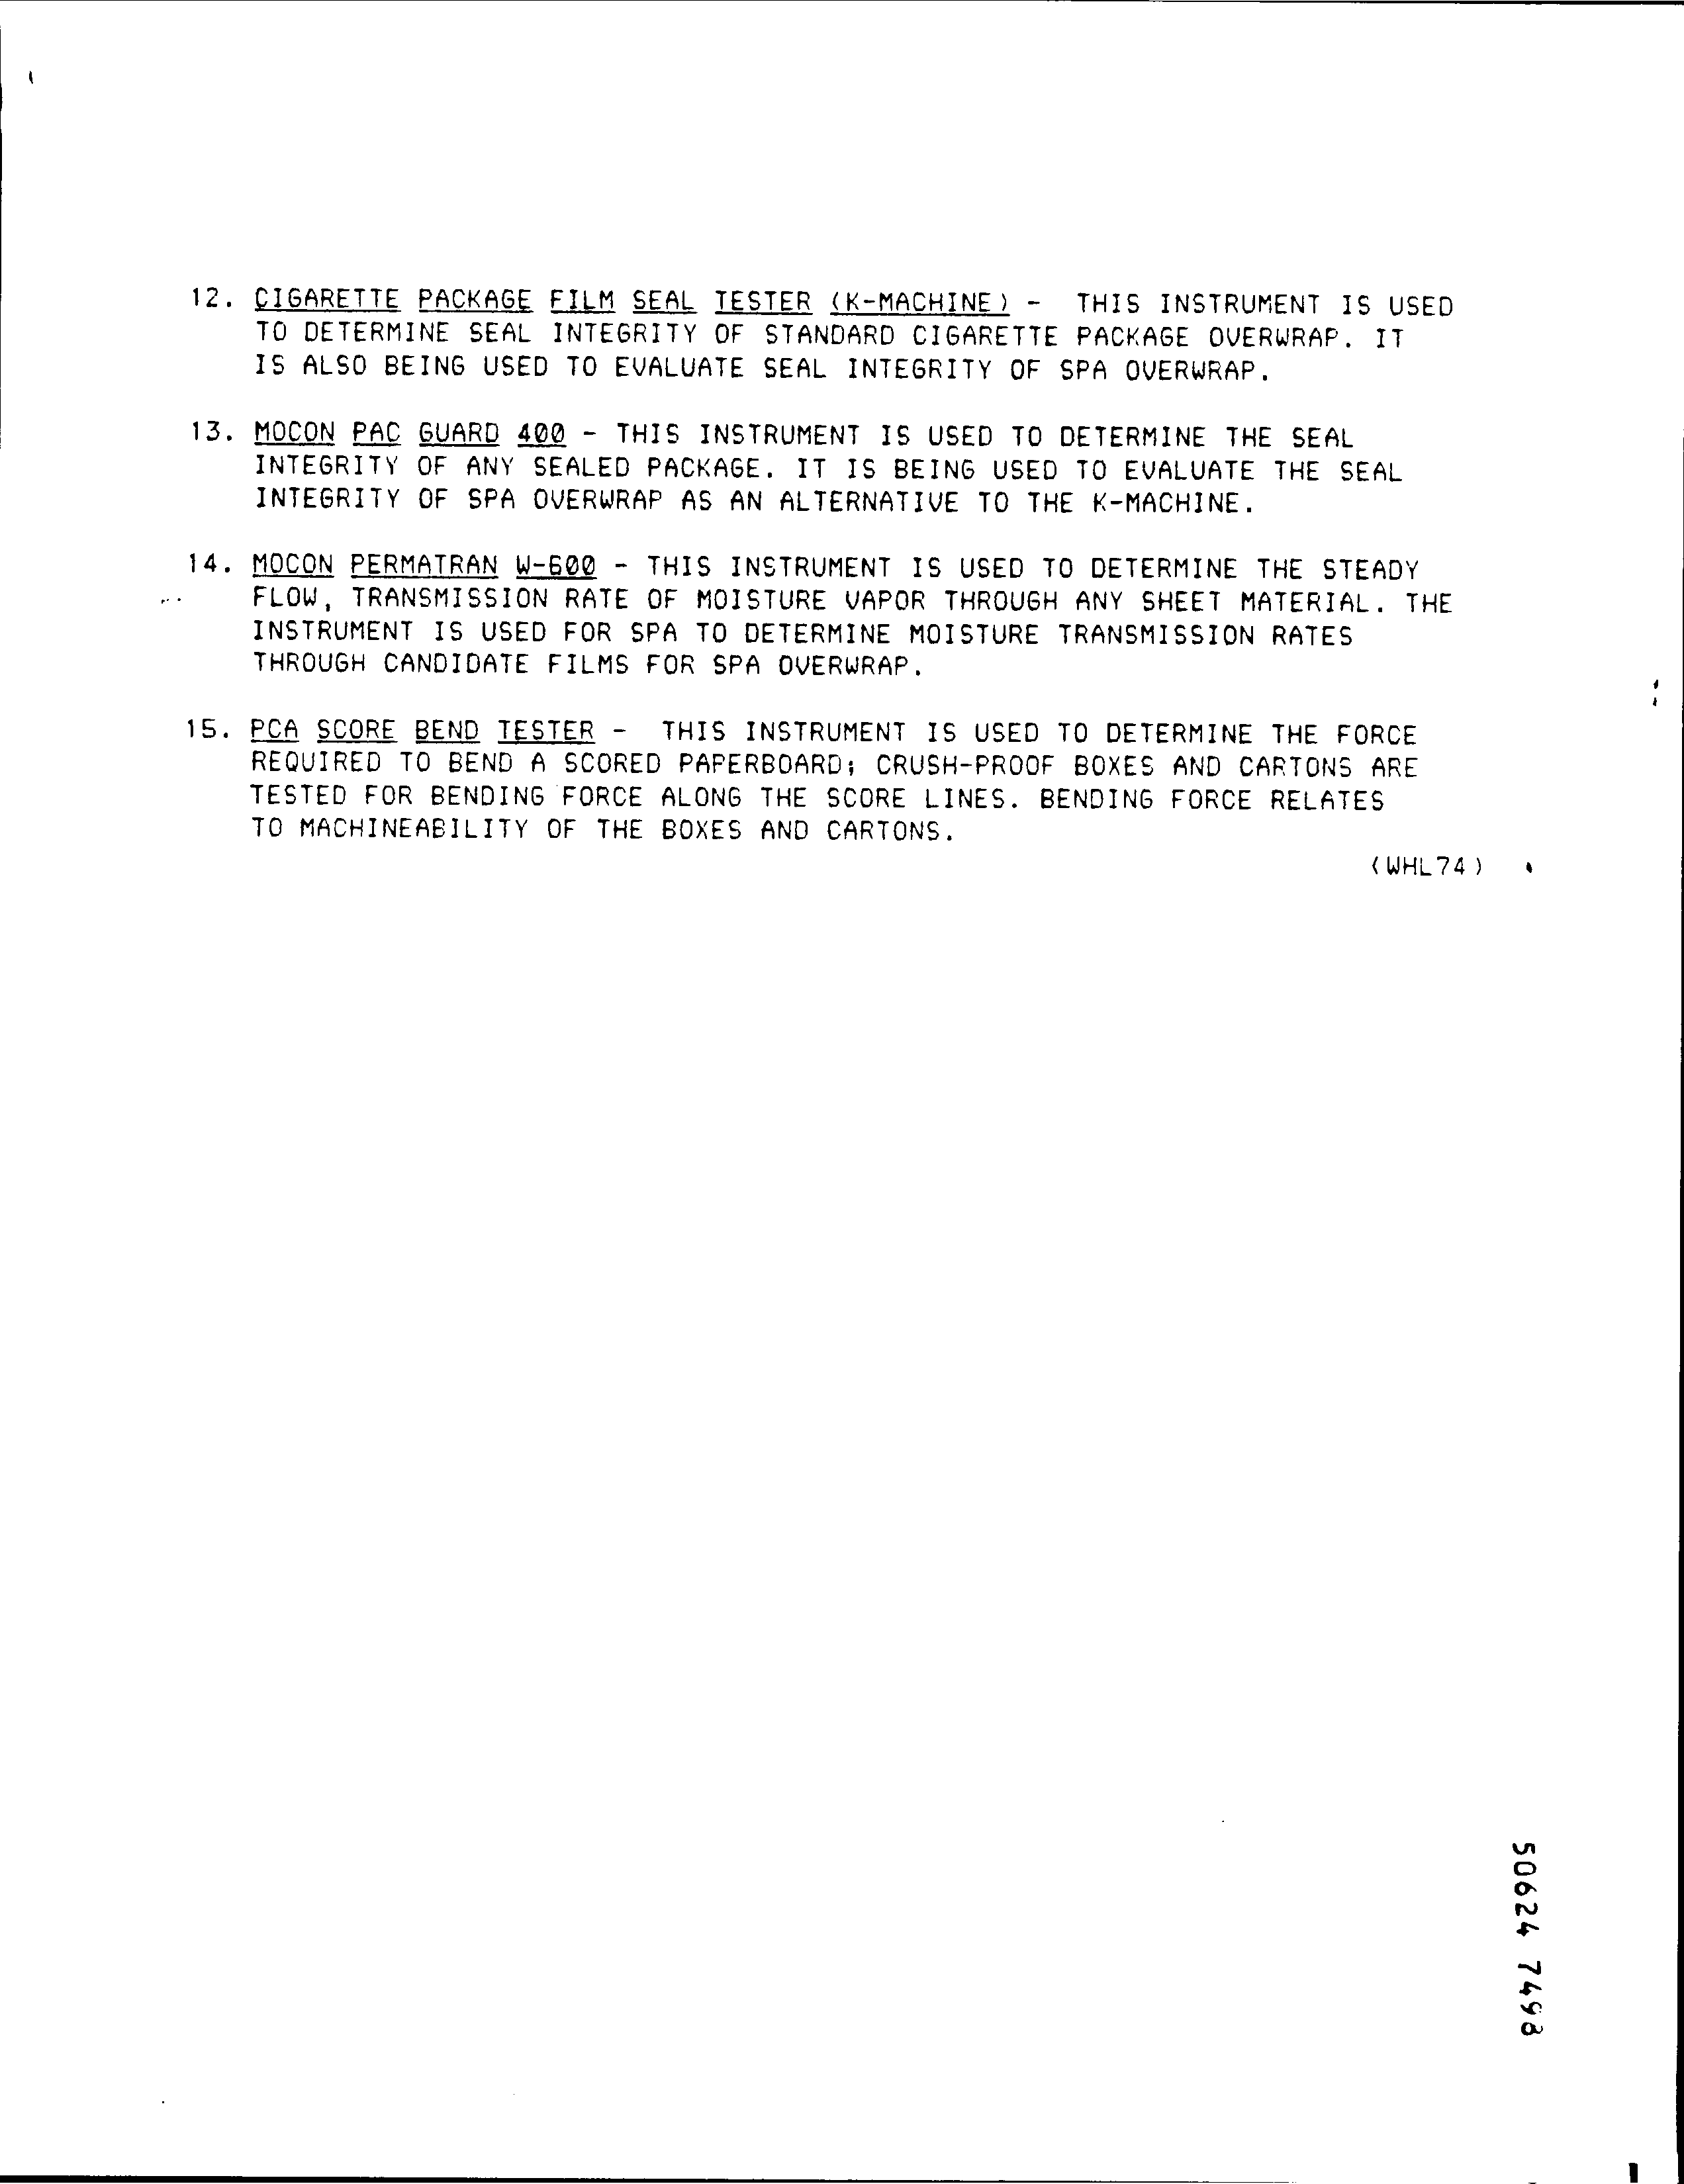 12. CIGARETTE PACKAGE FILM SEAL TESTER (K-MACHINE) - THIS INSTRUMENT IS USED
TO DETERMINE SEAL INTEGRITY OF STANDARD CIGARETTE PACKAGE OVERWRAP. IT
IS ALSO BEING USED TO EVALUATE SEAL INTEGRITY OF SPA OVERWRAP.
13. MOCON PAC GUARD 400 - THIS INSTRUMENT IS USED TO DETERMINE THE SEAL
INTEGRITY OF ANY SEALED PACKAGE. IT IS BEING USED TO EVALUATE THE SEAL
INTEGRITY OF SPA OVERWRAP AS AN ALTERNATIVE TO THE K-MACHINE.
14. MOCON PERMATRAN W-600 - THIS INSTRUMENT IS USED TO DETERMINE THE STEADY
FLOW, TRANSMISSION RATE OF MOISTURE VAPOR THROUGH ANY SHEET MATERIAL. THE
INSTRUMENT IS USED FOR SPA TO DETERMINE MOISTURE TRANSMISSION RATES
THROUGH CANDIDATE FILMS FOR SPA OVERWRAP.
15. PCA SCORE BEND TESTER - THIS INSTRUMENT IS USED TO DETERMINE THE FORCE
REQUIRED TO BEND A SCORED PAPERBOARD; CRUSH-PROOF BOXES AND CARTONS ARE
TESTED FOR BENDING FORCE ALONG THE SCORE LINES. BENDING FORCE RELATES
TO MACHINEABILITY OF THE BOXES AND CARTONS.
(WHL74)
50624 7498